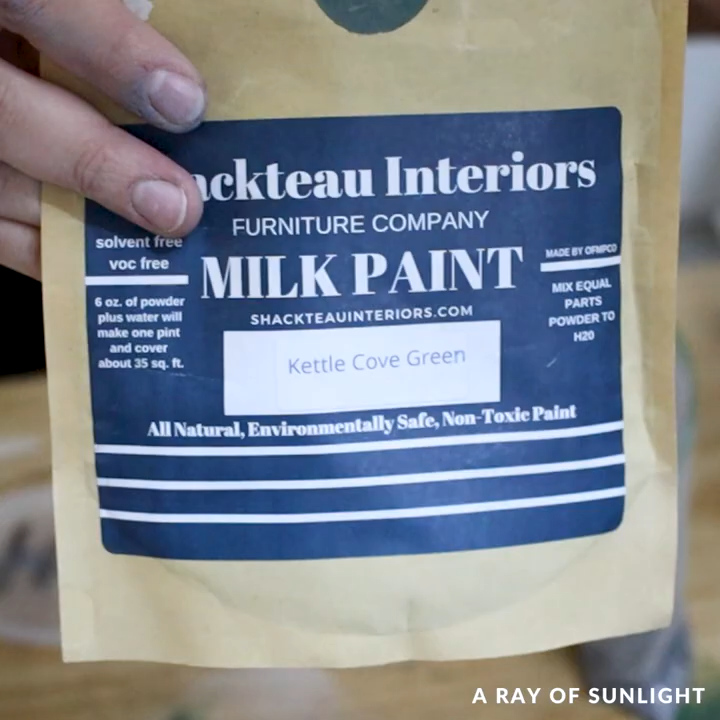 ackteau Interiors
FURNITURE COMPANY
MILK PAINT
SHACKTEAUINTERIORS.COM
Kettle Cove Green
All Natural, Environmentally Safe, Non-Toxic Paint
solvent free
voc free
6 oz. of powder
plus water will
make one pint
and cover
about 35 sq. ft.
MADE BY OFMPCO
MIX EQUAL
PARTS
POWDER TO
H20
A RAY OF SUNLIGHT